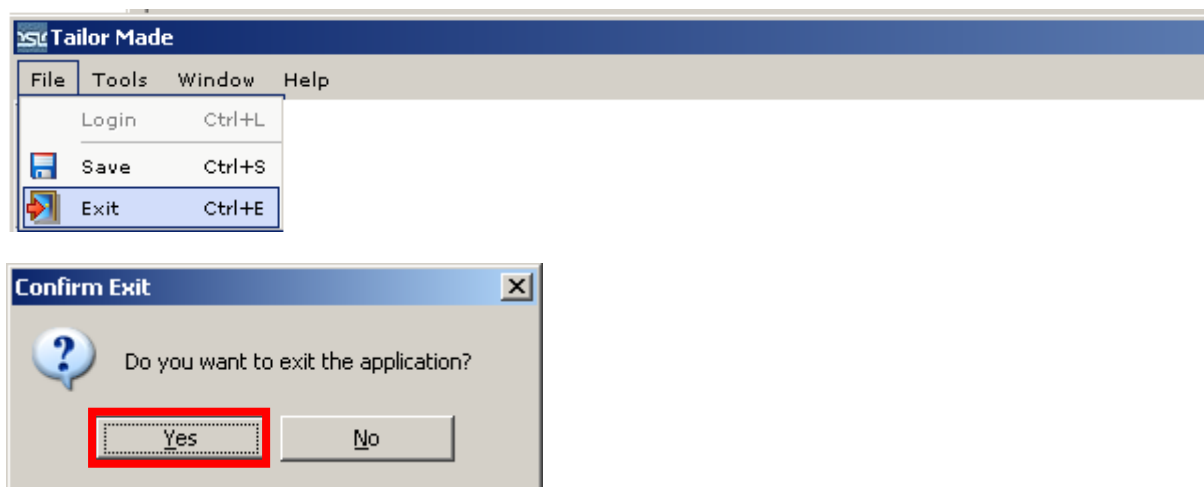 Tailor Made
File Tools Window Help
Login Ctrl+L
Save Ctrl+S
Exit Ctrl+E
Confirm Exit
Do you want to exit the application?
Yes No